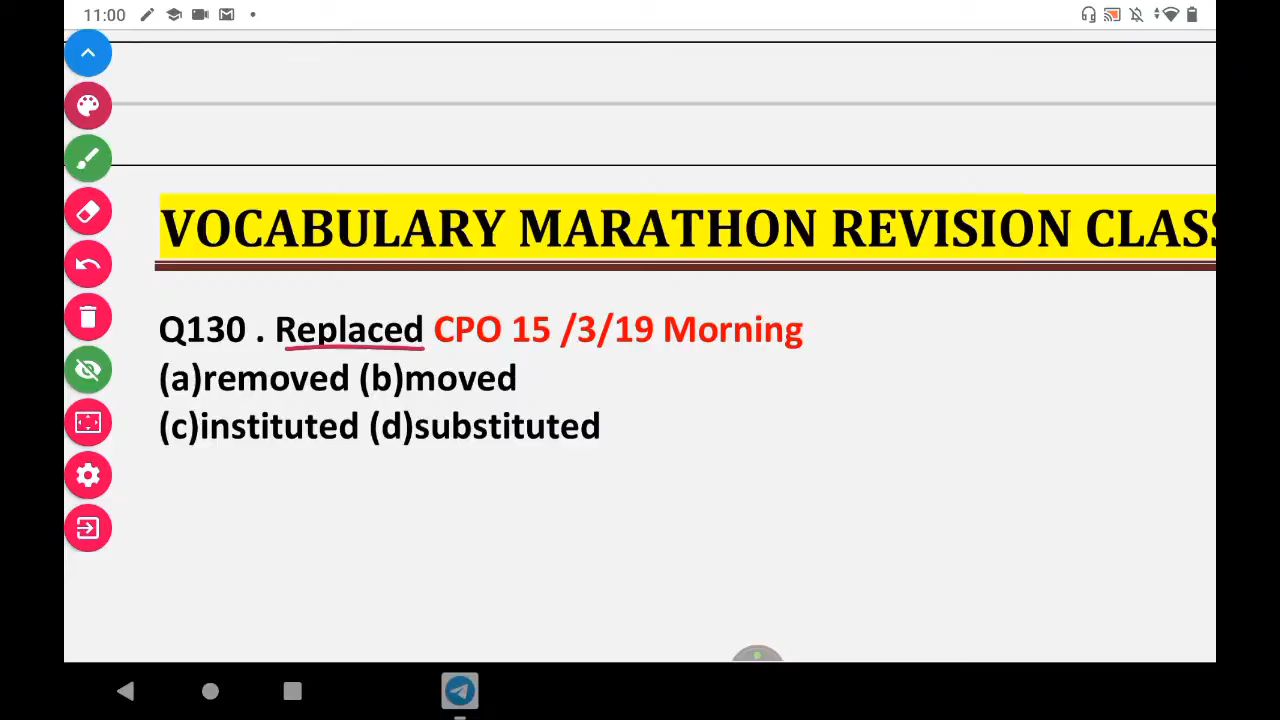 11:00
VOCABULARY MARATHON REVISION CLASS
Q130 . Replaced CPO 15 /3/19 Morning
(a)removed (b)moved
(c)instituted (d)substituted